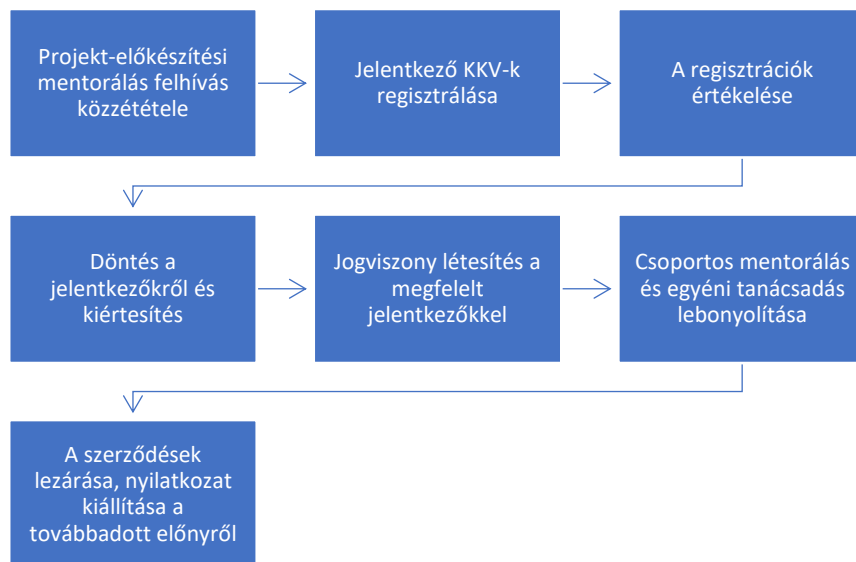 Projekt-előkészítési
mentorálás felhívás
közzététele
Jelentkező KKV-k
regisztrálása
A regisztrációk
értékelése
Döntés a
jelentkezőkről és
kiértesítés
Jogviszony létesítés a
megfelelt
jelentkezőkkel
Csoportos mentorálás
és egyéni tanácsadás
lebonyolítása
A szerződések
lezárása, nyilatkozat
kiállítása a
továbbadott előnyről